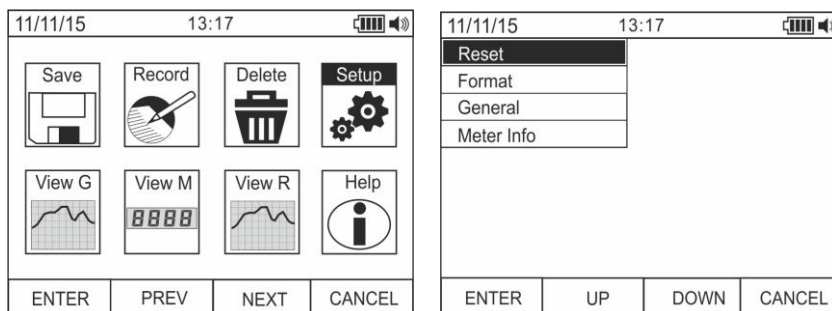 11/11/15 13:17
Save Record Delete Setup
View G View M View R Help
8888
ENTER PREV NEXT CANCEL
11/11/15 13:17
Reset
Format
General
Meter Info
ENTER UP DOWN CANCEL